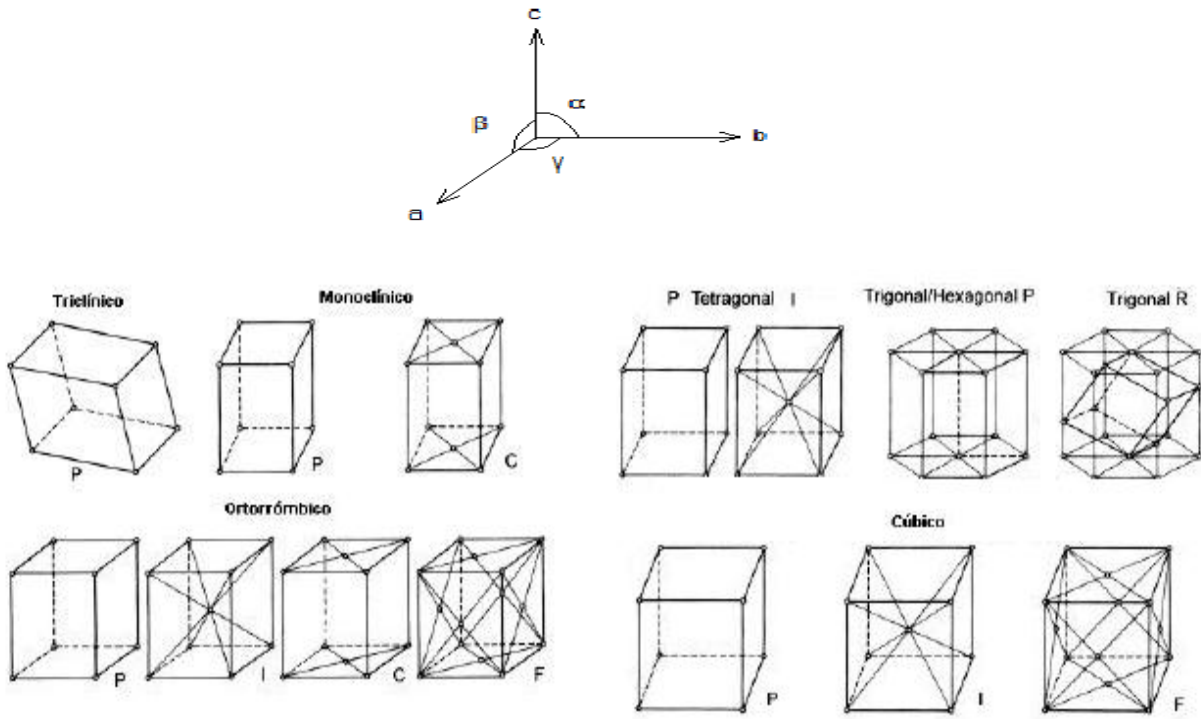 c
α
β
b
γ
a
Triclínico
Monoclínico
P Tetragonal I
Trigonal/Hexagonal P
Trigonal R
P
P
C
Ortorrómbico
Cúbico
P
I
C
F
P
I
F